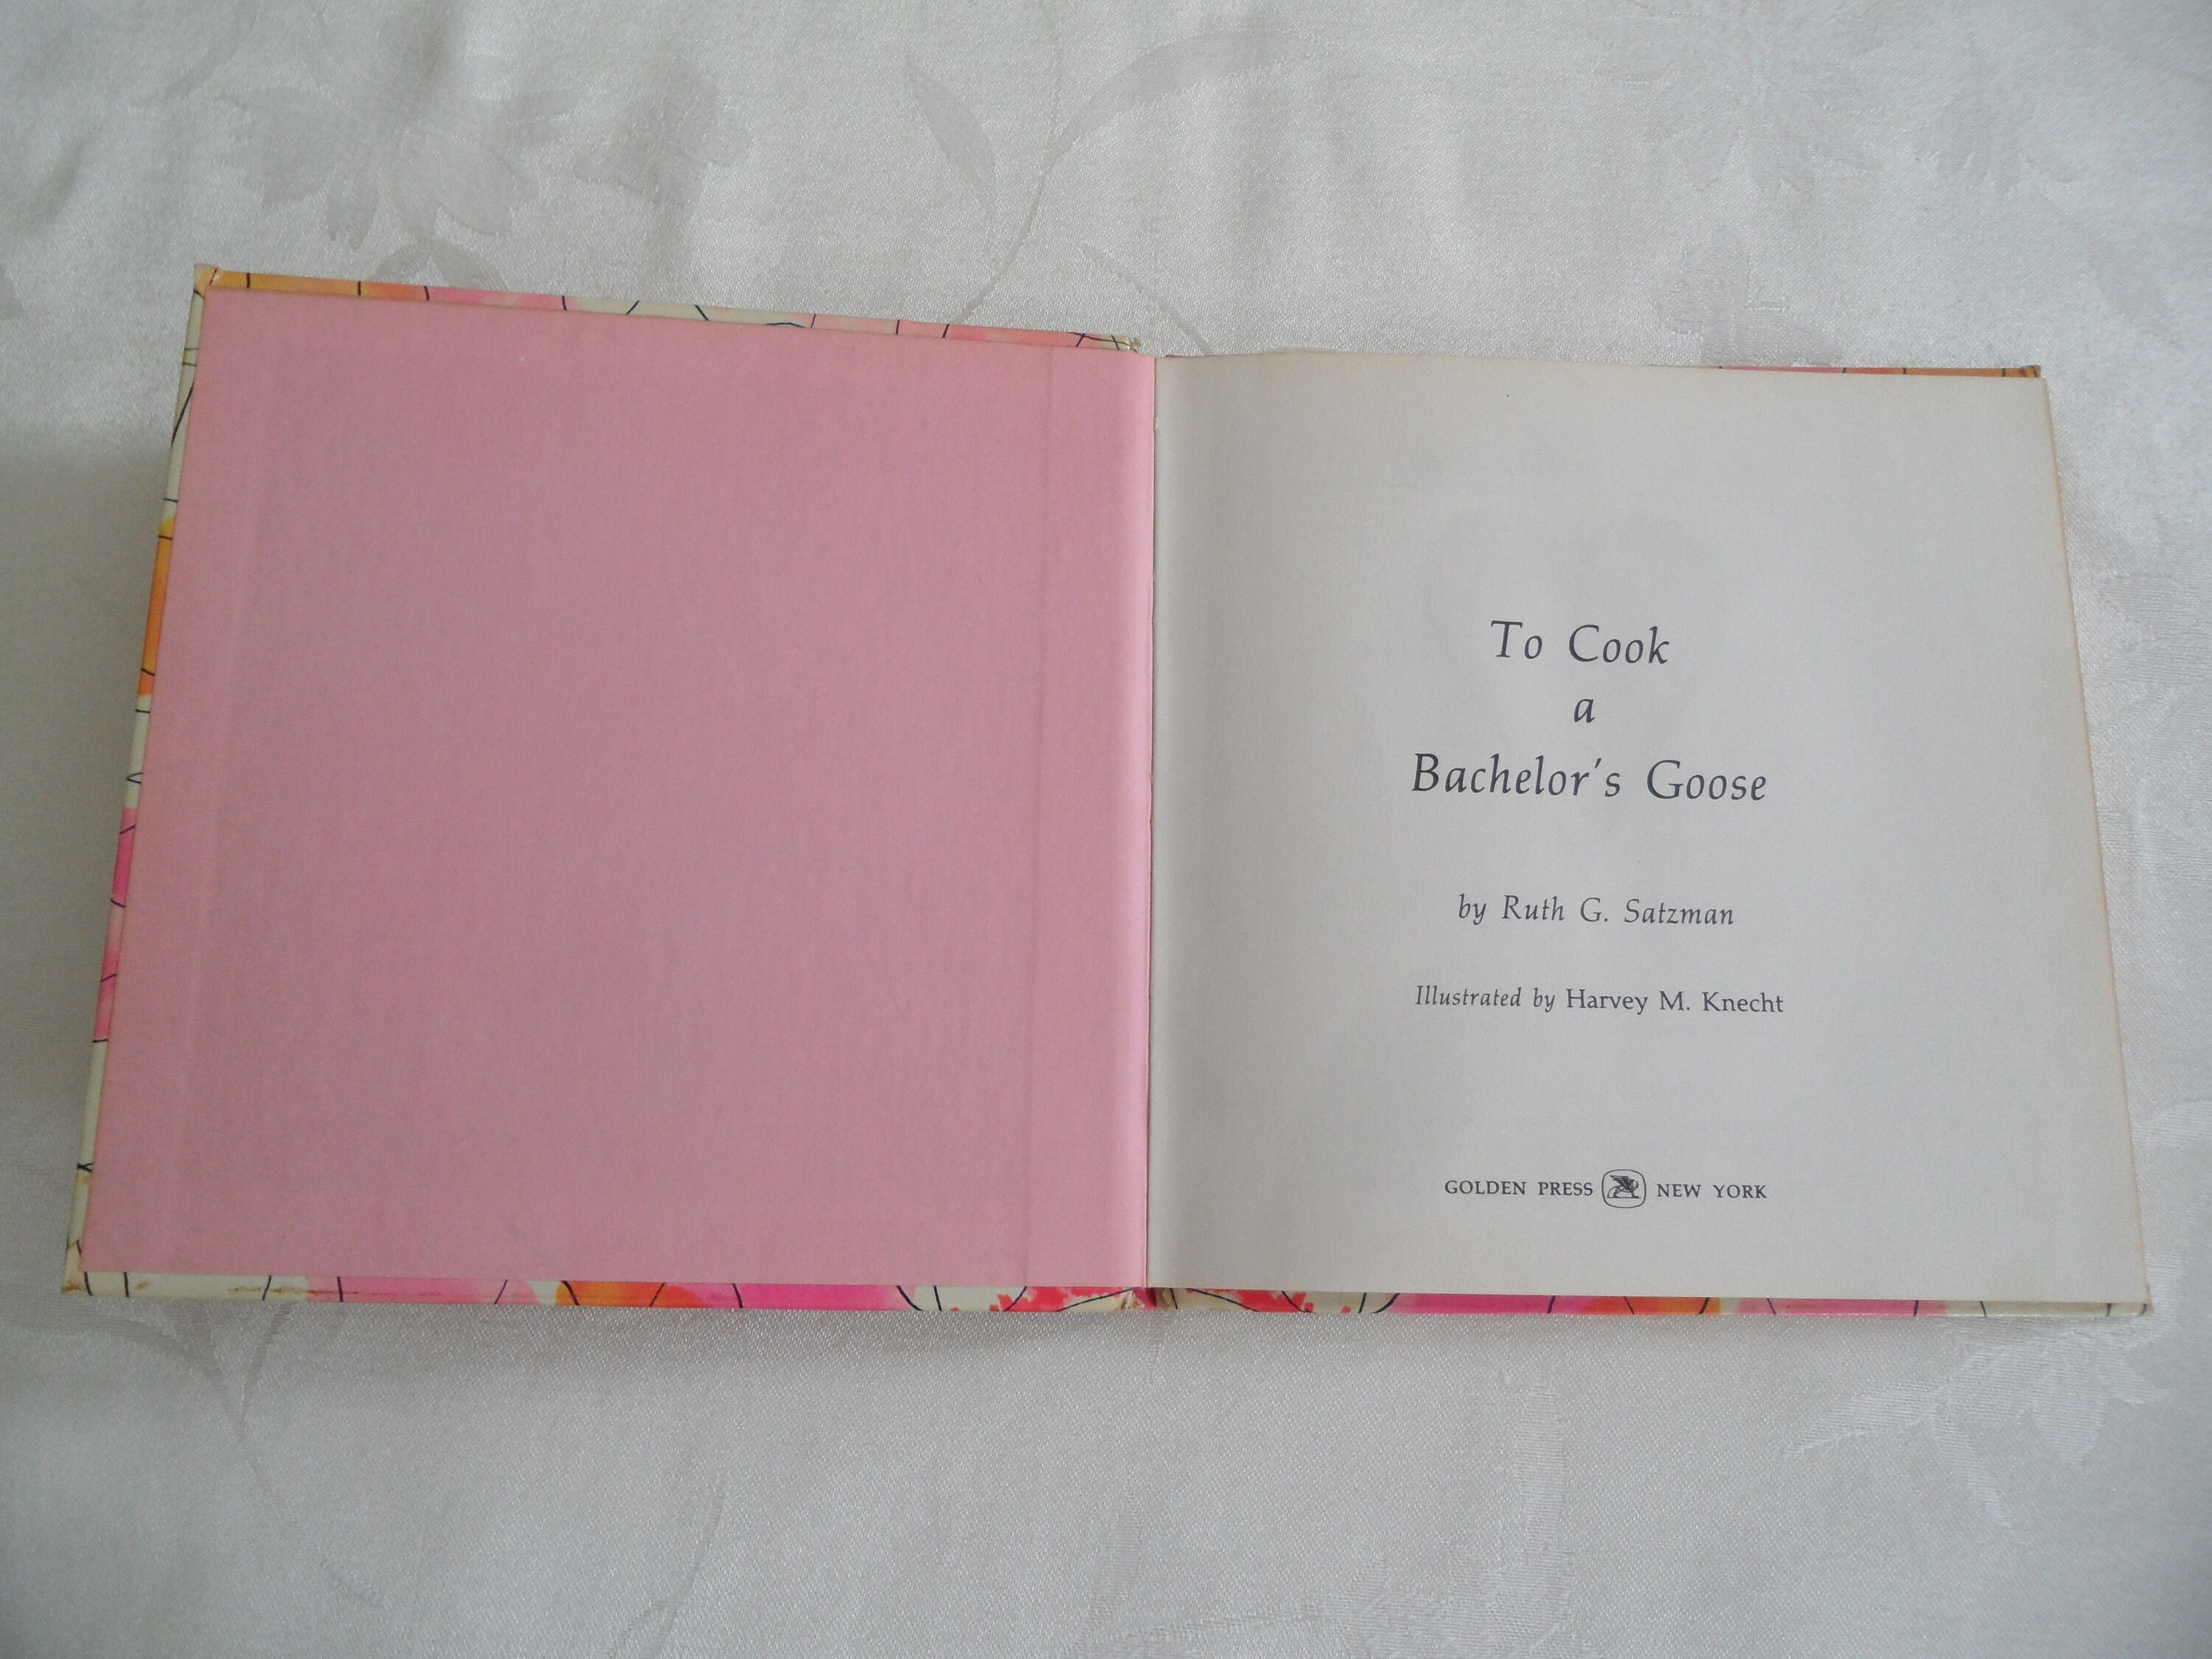 To Cook
a
Bachelor's Goose
by Ruth G. Satzman
Illustrated by Harvey M. Knecht
GOLDEN PRESS NEW YORK